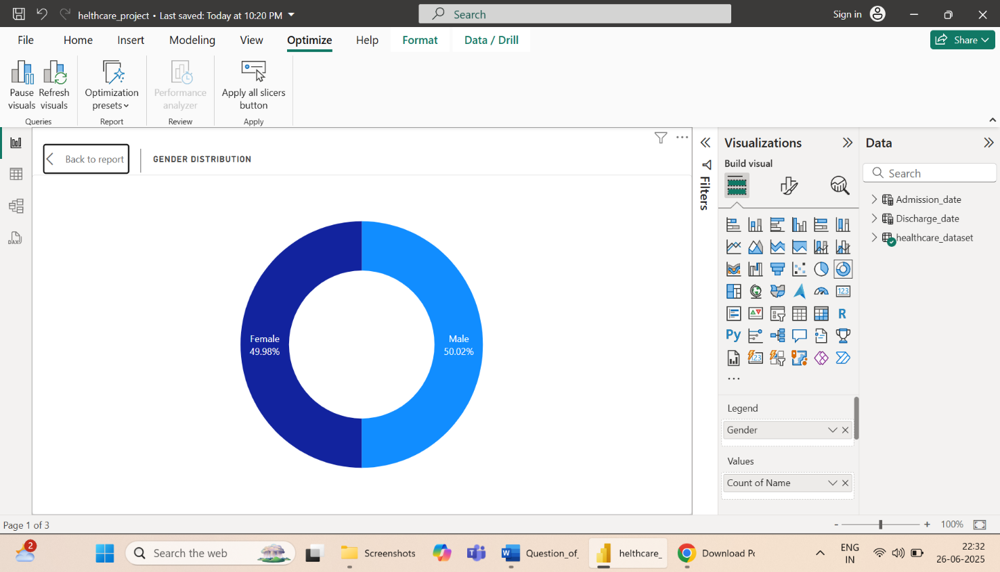 helthcare_project • Last saved: Today at 10:20 PM
Search
Sign in
File Home Insert Modeling View Optimize Help Format Data / Drill
Share
Pause visuals
Refresh visuals
Optimization presets
Performance analyzer
Apply all slicers button
Queries
Report
Review
Apply
Back to report
GENDER DISTRIBUTION
Female
49.98%
Male
50.02%
Filters
Visualizations
Build visual
123
R
Py
123
...
Legend
Gender
Values
Count of Name
Data
Search
Admission_date
Discharge_date
healthcare_dataset
DAX
Page 1 of 3
- + 100%
2
Search the web
Screenshots
T
W
Question_of_
helthcare_
Download Po
ENG
IN
22:32
26-06-2025